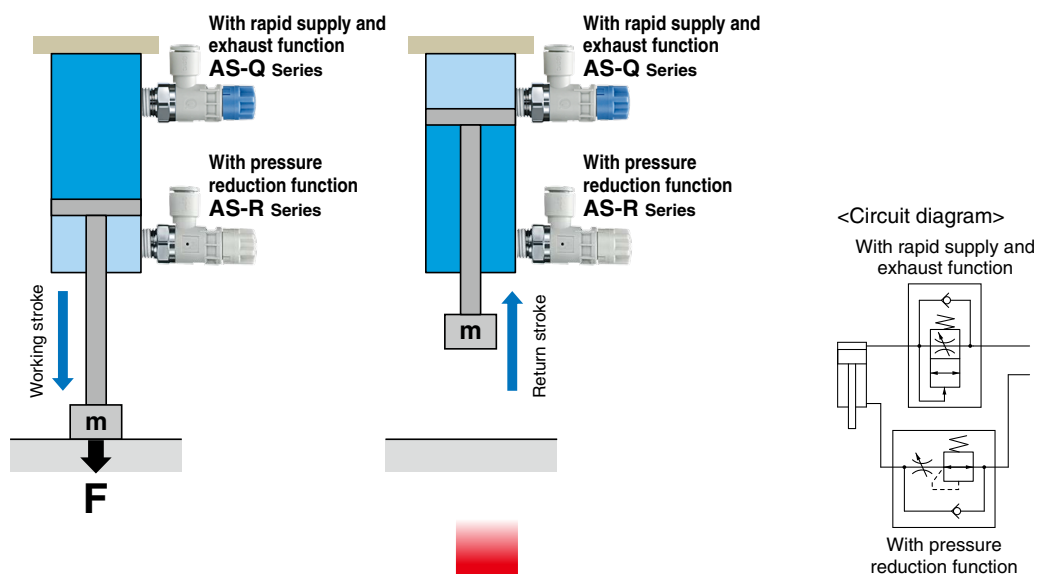 With rapid supply and
exhaust function
AS-Q Series
With pressure
reduction function
AS-R Series
Working stroke
m
F
With rapid supply and
exhaust function
AS-Q Series
With pressure
reduction function
AS-R Series
m
Return stroke
<Circuit diagram>
With rapid supply and
exhaust function
With pressure
reduction function